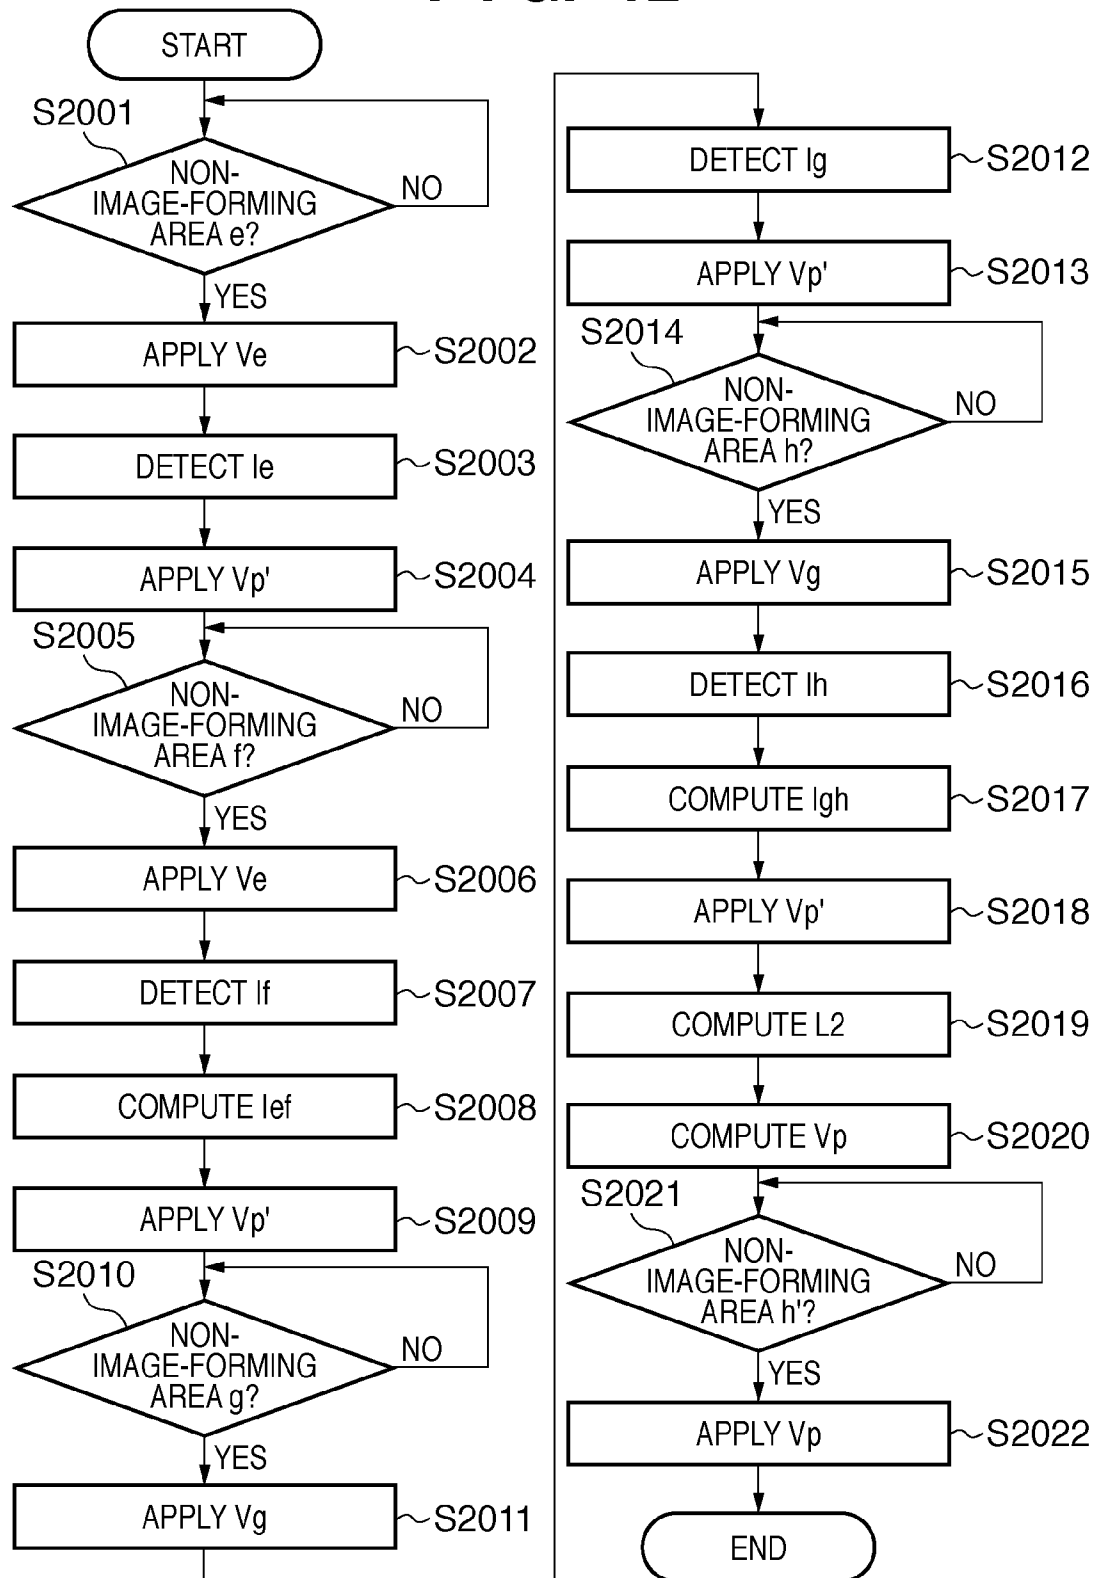 START
S2001
NON-
IMAGE-FORMING
AREA e?
NO
YES
APPLY Ve
S2002
DETECT Ie
S2003
APPLY Vp'
S2004
S2005
NON-
IMAGE-FORMING
AREA f?
NO
YES
APPLY Ve
S2006
DETECT If
S2007
COMPUTE Ief
S2008
APPLY Vp'
S2009
S2010
NON-
IMAGE-FORMING
AREA g?
NO
YES
APPLY Vg
S2011
DETECT Ig
S2012
APPLY Vp'
S2013
S2014
NON-
IMAGE-FORMING
AREA h?
NO
YES
APPLY Vg
S2015
DETECT Ih
S2016
COMPUTE Igh
S2017
APPLY Vp'
S2018
COMPUTE L2
S2019
COMPUTE Vp
S2020
S2021
NON-
IMAGE-FORMING
AREA h'?
NO
YES
APPLY Vp
S2022
END